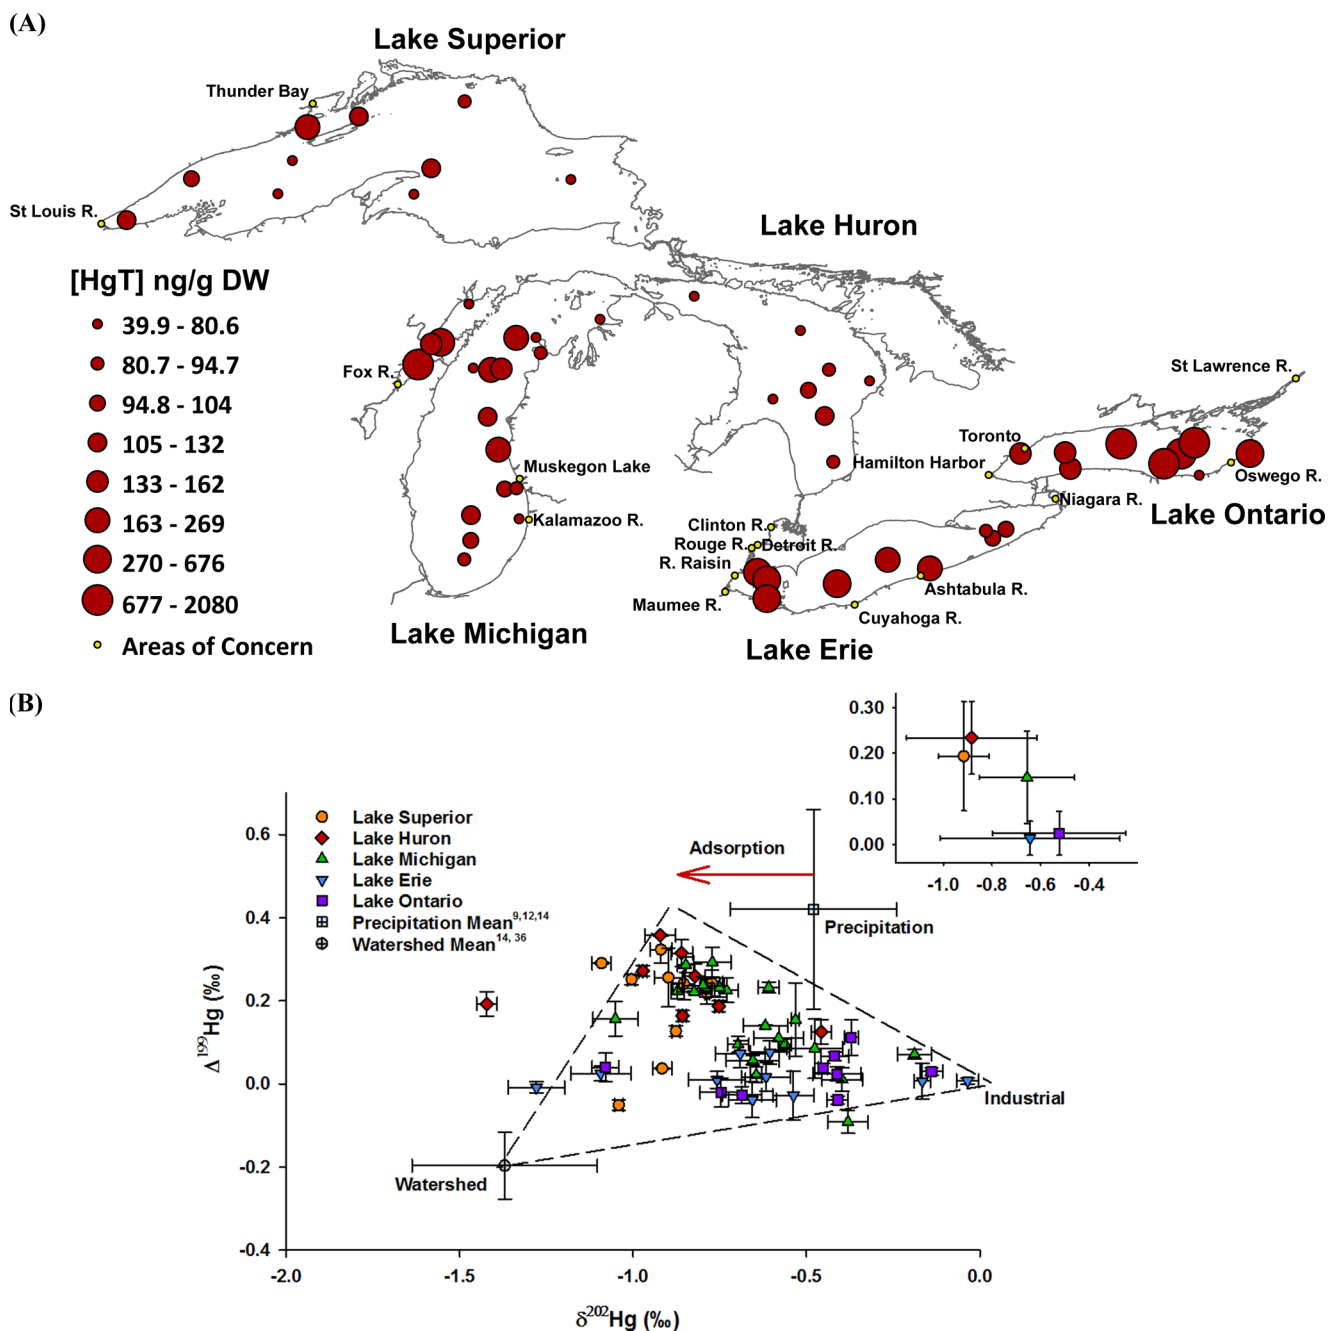 (A)
Lake Superior
Thunder Bay
St Louis R.
Lake Huron
[HgT] ng/g DW
39.9 - 80.6
80.7 - 94.7
94.8 - 104
105 - 132
133 - 162
163 - 269
270 - 676
677 - 2080
Areas of Concern
Fox R.
Muskegon Lake
Kalamazoo R.
Lake Michigan
St Lawrence R.
Toronto
Hamilton Harbor
Oswego R.
Niagara R.
Lake Ontario
Clinton R.
Rouge R.
Detroit R.
R. Raisin
Maumee R.
Ashtabula R.
Cuyahoga R.
Lake Erie
(B)
0.30
0.20
0.10
0.00
-1.0 -0.8 -0.6 -0.4
Lake Superior
Lake Huron
Lake Michigan
Lake Erie
Lake Ontario
Precipitation Mean9,12,14
Watershed Mean14, 36
Adsorption
Precipitation
Industrial
Watershed
0.6
0.4
0.2
0.0
-0.2
-0.4
Δ199Hg (‰)
-2.0 -1.5 -1.0 -0.5 0.0
δ202Hg (‰)